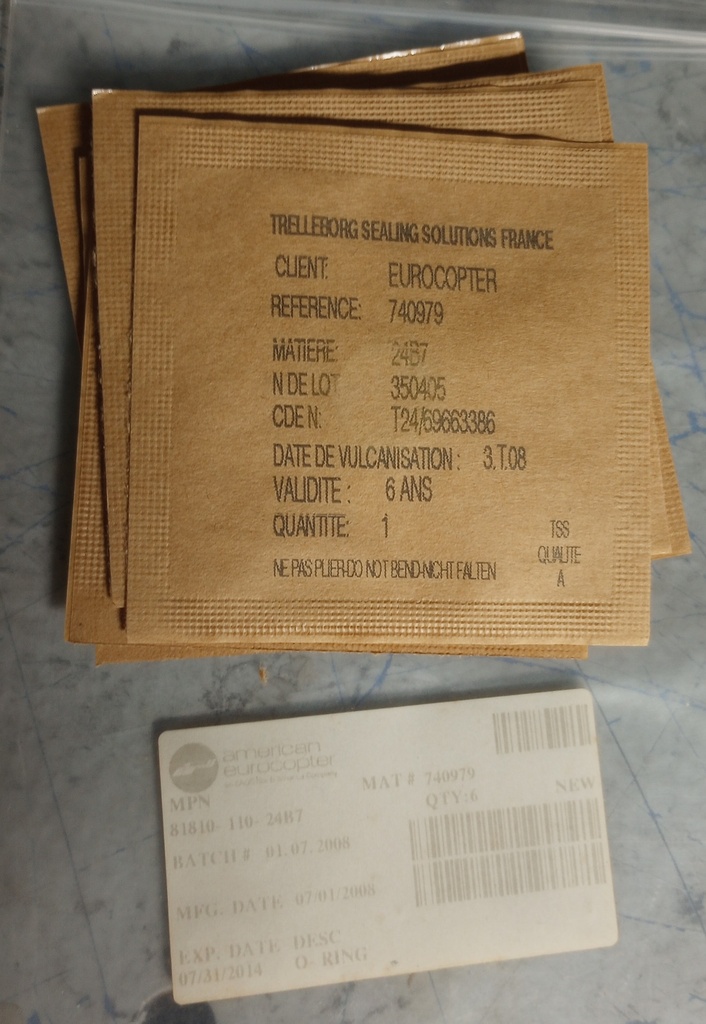 TRELLEBORG SEALING SOLUTIONS FRANCE
CLIENT: EUROCOPTER
REFERENCE: 740979
MATIERE: 24B7
N DE LOT 350405
CDE N: T24/69663386
DATE DE VULCANISATION : 3.T.08
VALIDITE : 6 ANS
QUANTITE: 1
TSS
QUALITE
A
NE PAS PLIER-DO NOT BEND-NICHT FALTEN
american
eurocopter
MAT # 740979
MPN QTY:6 NEW
81810- 110- 24B7
BATCH # 01.07.2008
MFG. DATE 07/01/2008
EXP. DATE DESC
07/31/2014 O- RING